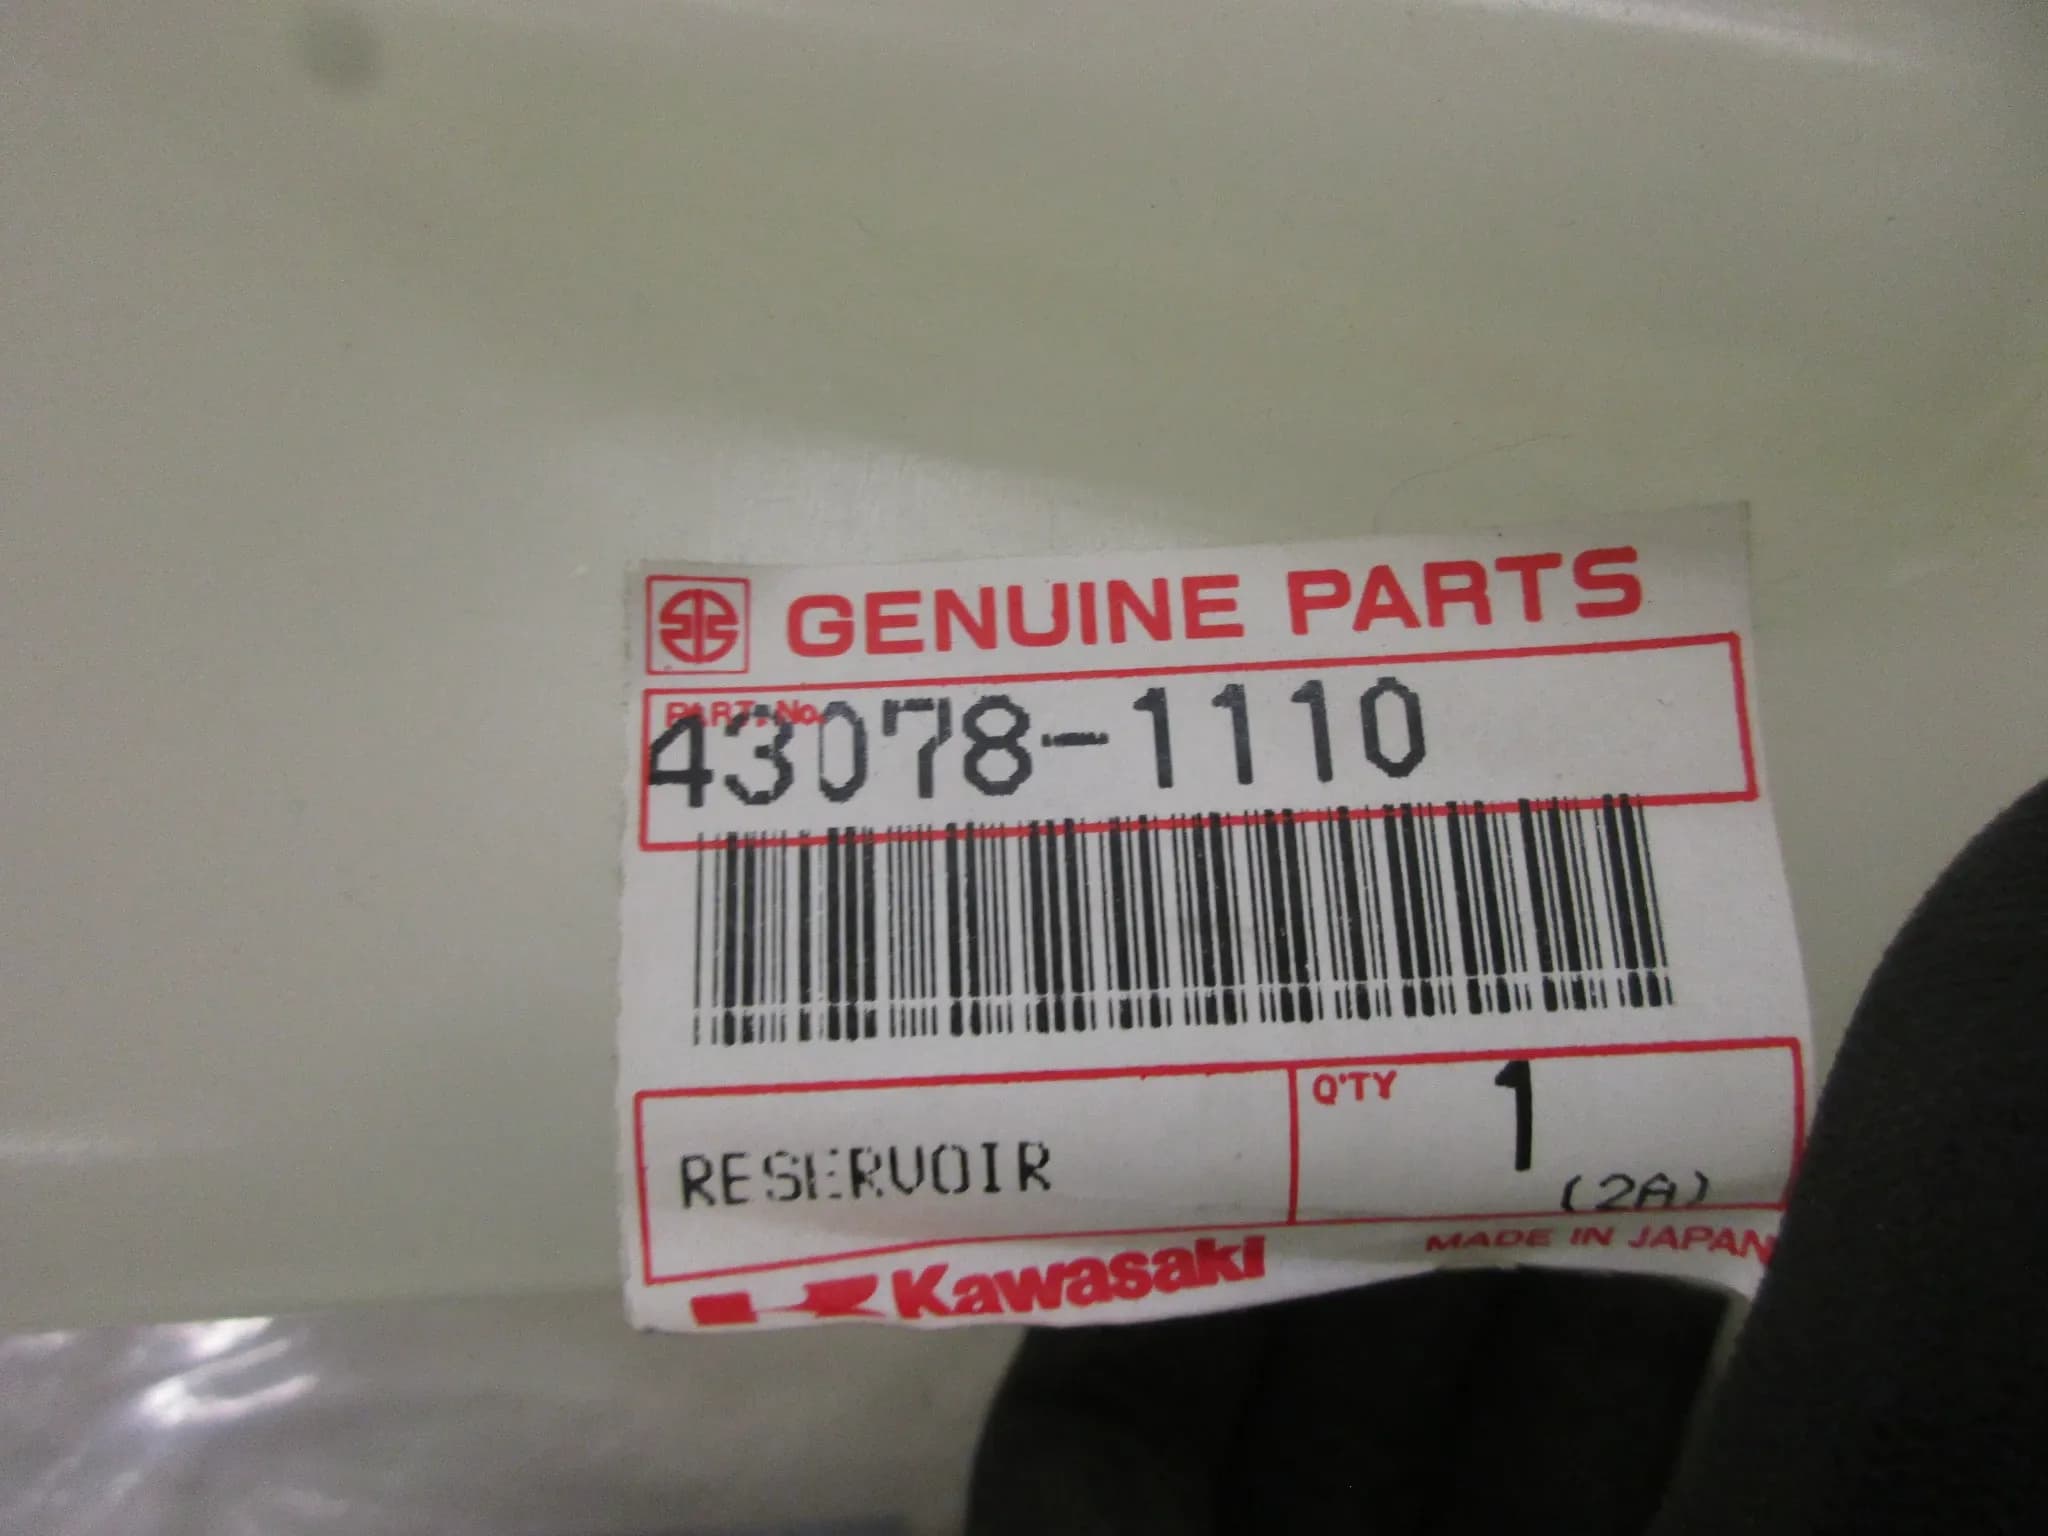 GENUINE PARTS
PART. No.
43078-1110
RESERVOIR
Q'TY 1
(2A)
MADE IN JAPAN
Kawasaki